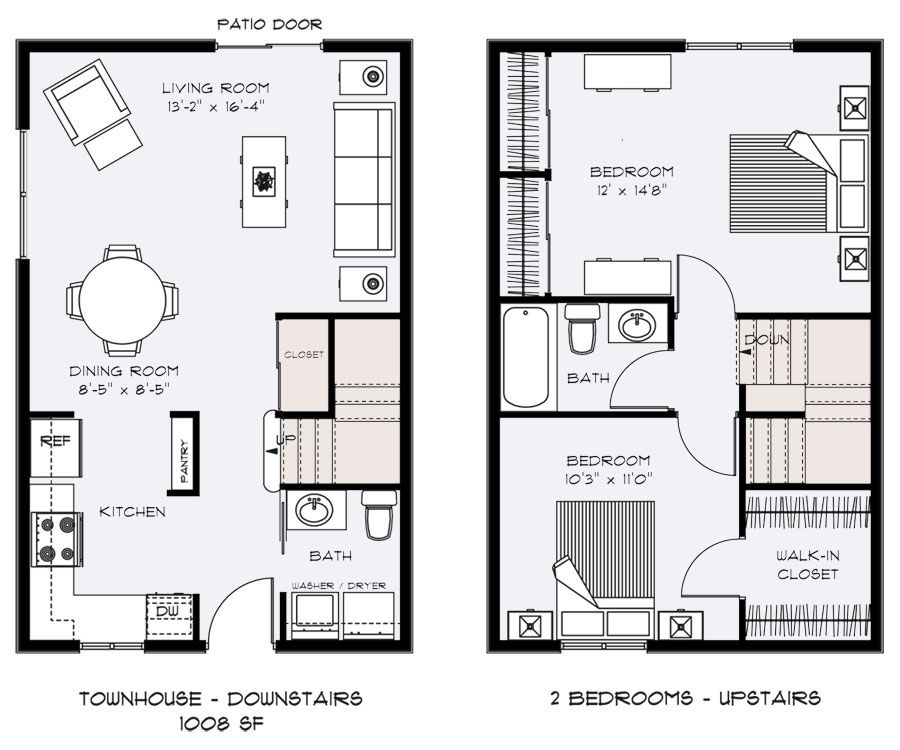 PATIO DOOR
LIVING ROOM
13'-2" x 16'-4"
CLOSET
DINING ROOM
8'-5" x 8'-5"
UP
REF
PANTRY
KITCHEN
BATH
WASHER / DRYER
DW
TOWNHOUSE - DOWNSTAIRS
1008 SF
BEDROOM
12' x 14'8"
DOWN
BATH
BEDROOM
10'3" x 11'0"
WALK-IN
CLOSET
2 BEDROOMS - UPSTAIRS